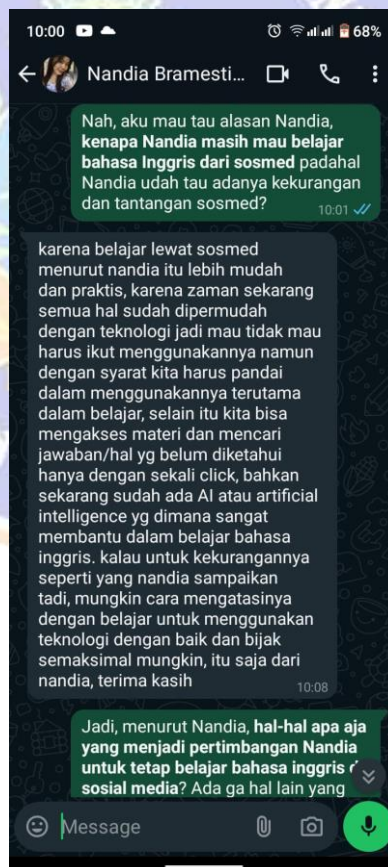 10:00
68%
Nandia Bramesti...
Nah, aku mau tau alasan Nandia,
kenapa Nandia masih mau belajar
bahasa Inggris dari sosmed padahal
Nandia udah tau adanya kekurangan
dan tantangan sosmed?
10:01
karena belajar lewat sosmed
menurut nandia itu lebih mudah
dan praktis, karena zaman sekarang
semua hal sudah dipermudah
dengan teknologi jadi mau tidak mau
harus ikut menggunakannya namun
dengan syarat kita harus pandai
dalam menggunakannya terutama
dalam belajar, selain itu kita bisa
mengakses materi dan mencari
jawaban/hal yg belum diketahui
hanya dengan sekali click, bahkan
sekarang sudah ada AI atau artificial
intelligence yg dimana sangat
membantu dalam belajar bahasa
inggris. kalau untuk kekurangannya
seperti yang nandia sampaikan
tadi, mungkin cara mengatasinya
dengan belajar untuk menggunakan
teknologi dengan baik dan bijak
semaksimal mungkin, itu saja dari
nandia, terima kasih
10:08
Jadi, menurut Nandia, hal-hal apa aja
yang menjadi pertimbangan Nandia
untuk tetap belajar bahasa inggris
sosial media? Ada ga hal lain yang
Message